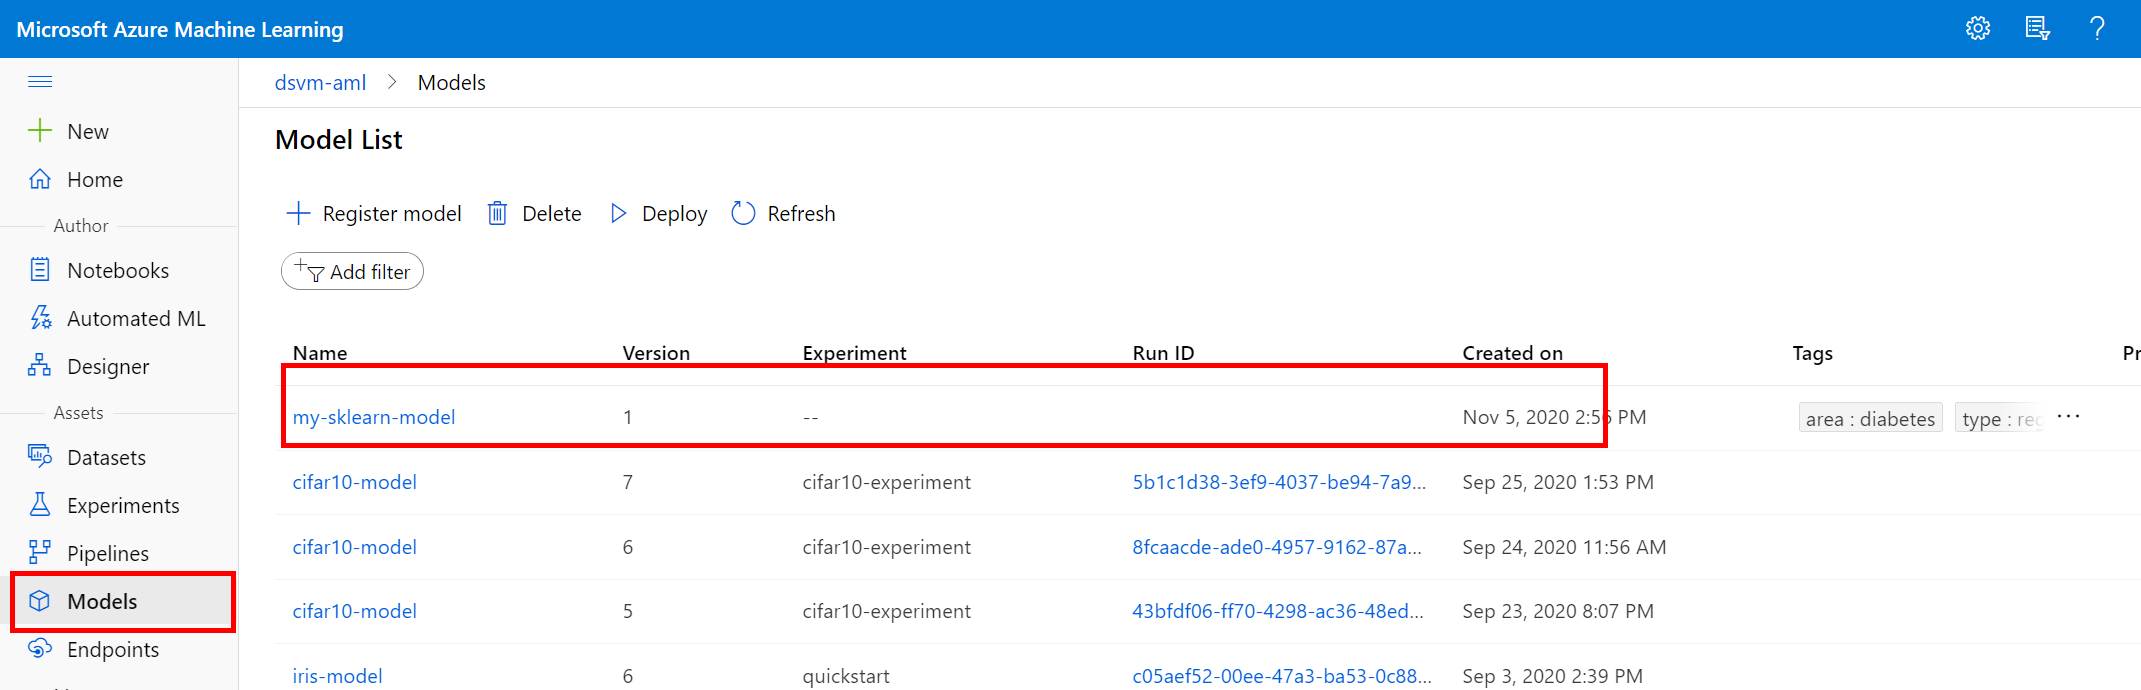 Microsoft Azure Machine Learning
dsvm-aml > Models
New
Home
Author
Notebooks
Automated ML
Designer
Assets
Datasets
Experiments
Pipelines
Models
Endpoints
Model List
Register model Delete Deploy Refresh
Add filter
Name Version Experiment Run ID Created on Tags Pr
my-sklearn-model 1 -- Nov 5, 2020 2:56 PM area : diabetes type : reg ...
cifar10-model 7 cifar10-experiment 5b1c1d38-3ef9-4037-be94-7a9... Sep 25, 2020 1:53 PM
cifar10-model 6 cifar10-experiment 8fcaacde-ade0-4957-9162-87a... Sep 24, 2020 11:56 AM
cifar10-model 5 cifar10-experiment 43bfdf06-ff70-4298-ac36-48ed... Sep 23, 2020 8:07 PM
iris-model 6 quickstart c05aef52-00ee-47a3-ba53-0c88... Sep 3, 2020 2:39 PM